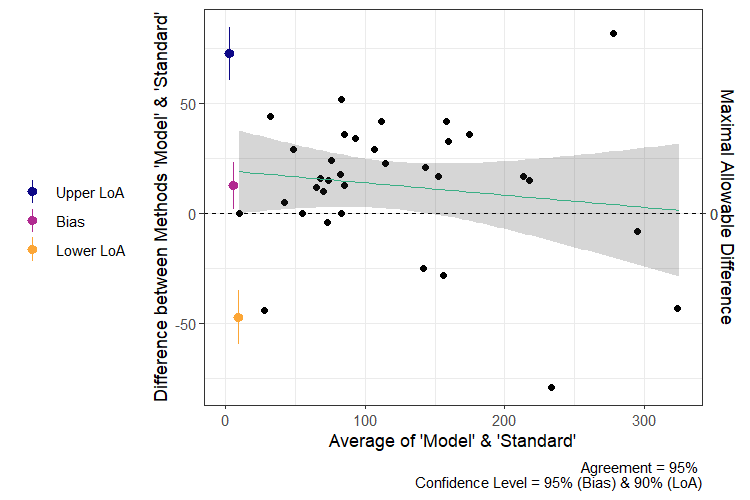 Difference between Methods 'Model' & 'Standard'
50
0
-50
Upper LoA
Bias
Lower LoA
0
Maximal Allowable Difference
0
100
200
300
Average of 'Model' & 'Standard'
Agreement = 95%
Confidence Level = 95% (Bias) & 90% (LoA)